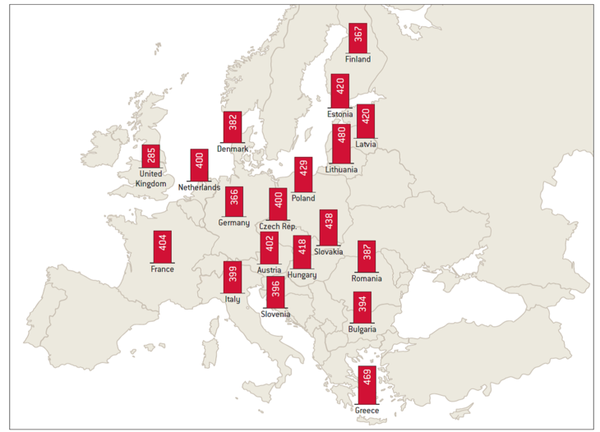 367
Finland
420
Estonia
420
Latvia
382
Denmark
480
Lithuania
285
United
Kingdom
400
Netherlands
429
Poland
366
Germany
400
Czech Rep.
438
Slovakia
404
France
402
Austria
418
Hungary
387
Romania
399
Italy
396
Slovenia
394
Bulgaria
469
Greece